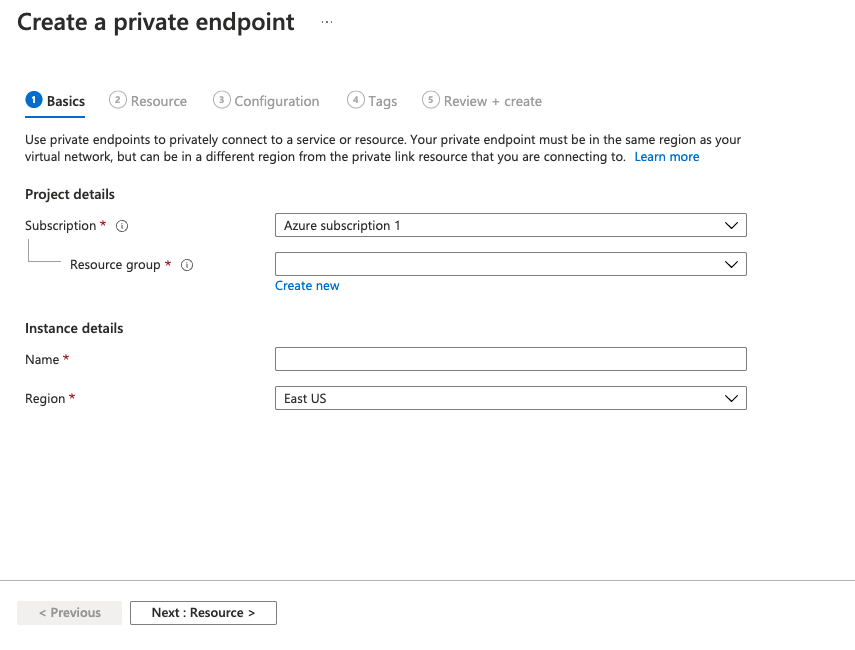 Create a private endpoint ...
1 Basics 2 Resource 3 Configuration 4 Tags 5 Review + create
Use private endpoints to privately connect to a service or resource. Your private endpoint must be in the same region as your
virtual network, but can be in a different region from the private link resource that you are connecting to. Learn more
Project details
Subscription * Azure subscription 1
Resource group *
Create new
Instance details
Name *
Region * East US
< Previous Next : Resource >